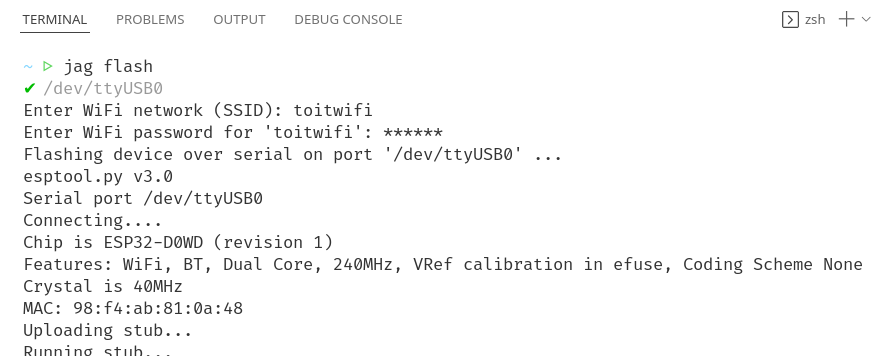 TERMINAL PROBLEMS OUTPUT DEBUG CONSOLE zsh
~ ▷ jag flash
✔ /dev/ttyUSB0
Enter WiFi network (SSID): toitwifi
Enter WiFi password for 'toitwifi': ******
Flashing device over serial on port '/dev/ttyUSB0' ...
esptool.py v3.0
Serial port /dev/ttyUSB0
Connecting....
Chip is ESP32-D0WD (revision 1)
Features: WiFi, BT, Dual Core, 240MHz, VRef calibration in efuse, Coding Scheme None
Crystal is 40MHz
MAC: 98:f4:ab:81:0a:48
Uploading stub...
Running stub...